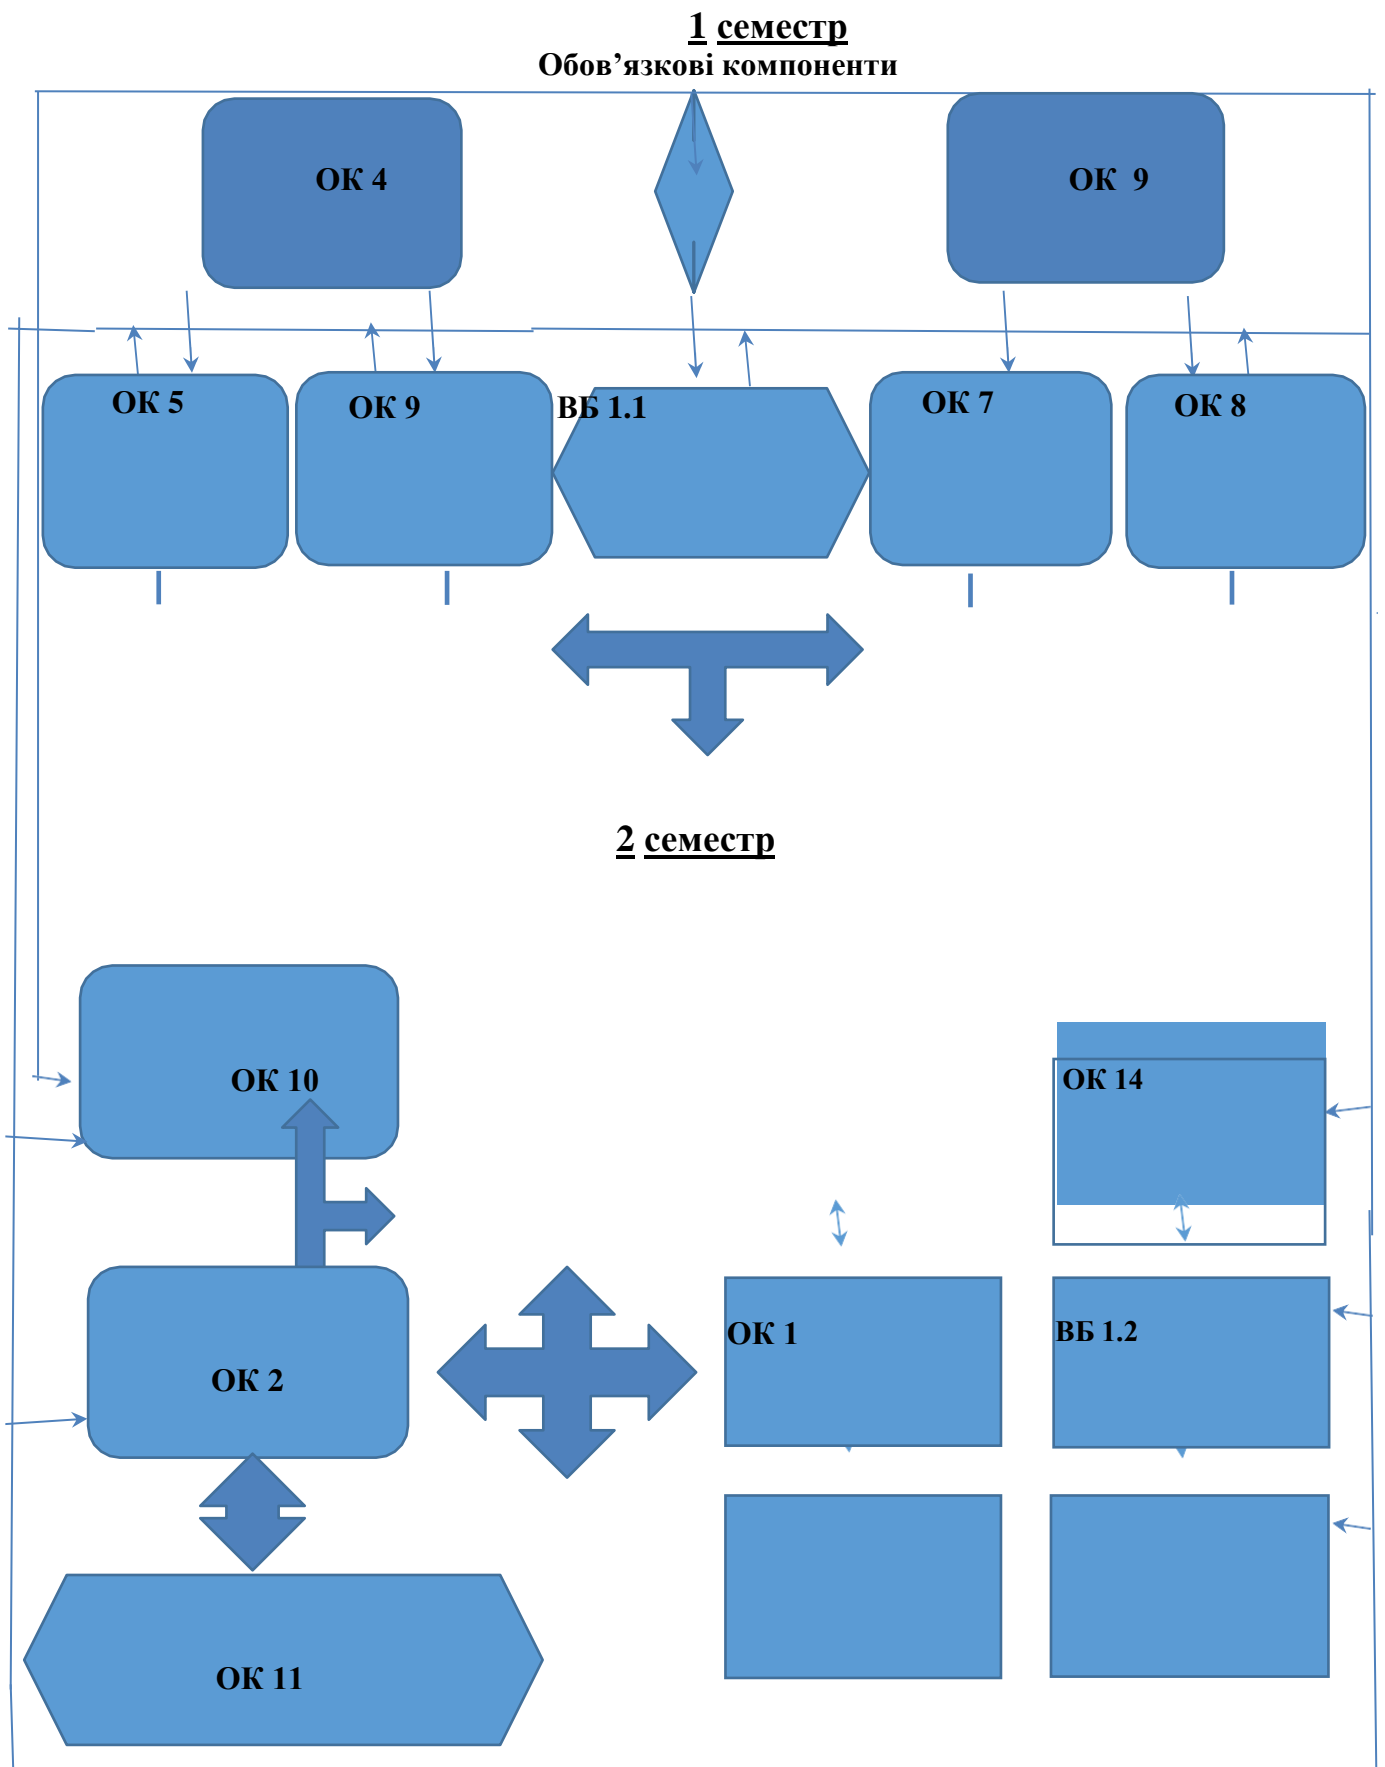 1 семестр
Обов’язкові компоненти
ОК 4
ОК 9
ОК 5
ОК 9
ВБ 1.1
ОК 7
ОК 8
2 семестр
ОК 10
ОК 14
ОК 1
ВБ 1.2
ОК 2
ОК 11